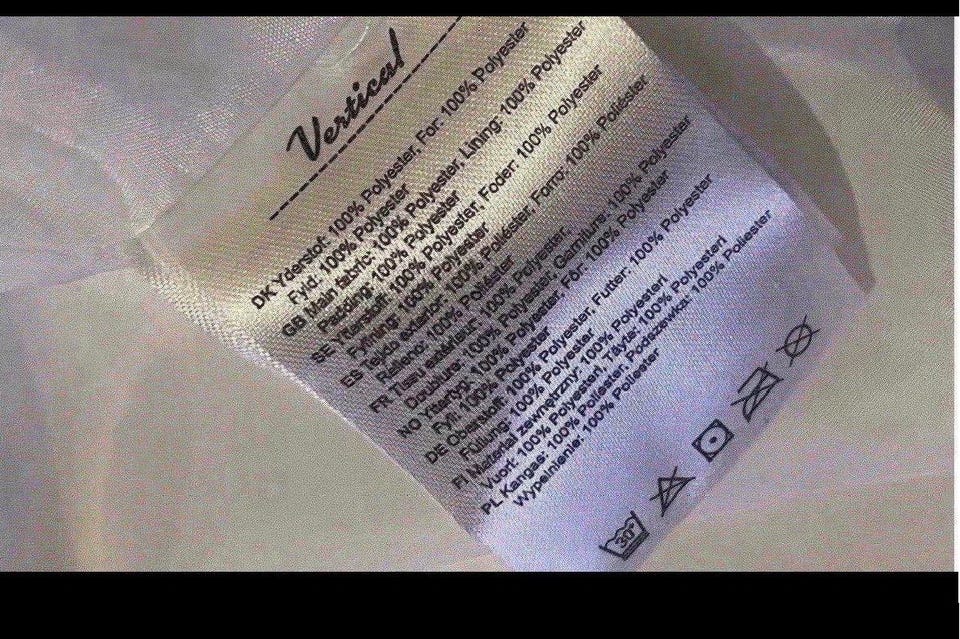 Vertical
DK Yderstof: 100% Polyester, For: 100% Polyester
Fyld: 100% Polyester
GB Main fabric: 100% Polyester, Lining: 100% Polyester
Padding: 100% Polyester
SE 100% Polyester, Foder: 100% Polyester
Fyllning: 100% Polyester
ES Tejido exterior: 100% Poliéster, Forro: 100% Poliéster
Relleno: 100% Poliéster
FR Tissu extérieur: 100% Polyester, Garniture: 100% Polyester
Doublure: 100% Polyester
NO Yttertyg: 100% Polyester, Fôr: 100% Polyester
Fyll: 100% Polyester
DE Oberstoff: 100% Polyester, Futter: 100% Polyester
Füllung: 100% Polyester
FI Material zewnętrzny: 100% Polyesteri
Vuori: 100% Polyesteri, Täyte: 100% Polyesteri
PL Kangas: 100% Poliester, Podszewka: 100% Poliester
Wypełnienie: 100% Poliester
30°